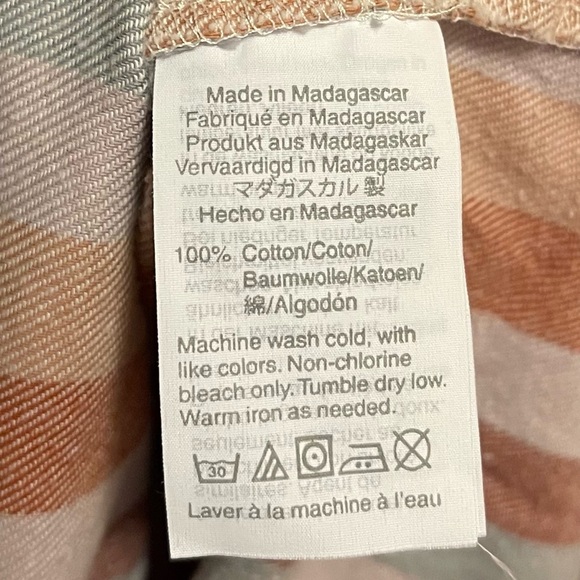 Made in Madagascar
Fabriqué en Madagascar
Produkt aus Madagaskar
Vervaardigd in Madagascar
マダガスカル 製
Hecho en Madagascar
100% Cotton/Coton/
Baumwolle/Katoen/
綿/Algodón
Machine wash cold, with
like colors. Non-chlorine
bleach only. Tumble dry low.
Warm iron as needed.
30
Laver à la machine à l'eau